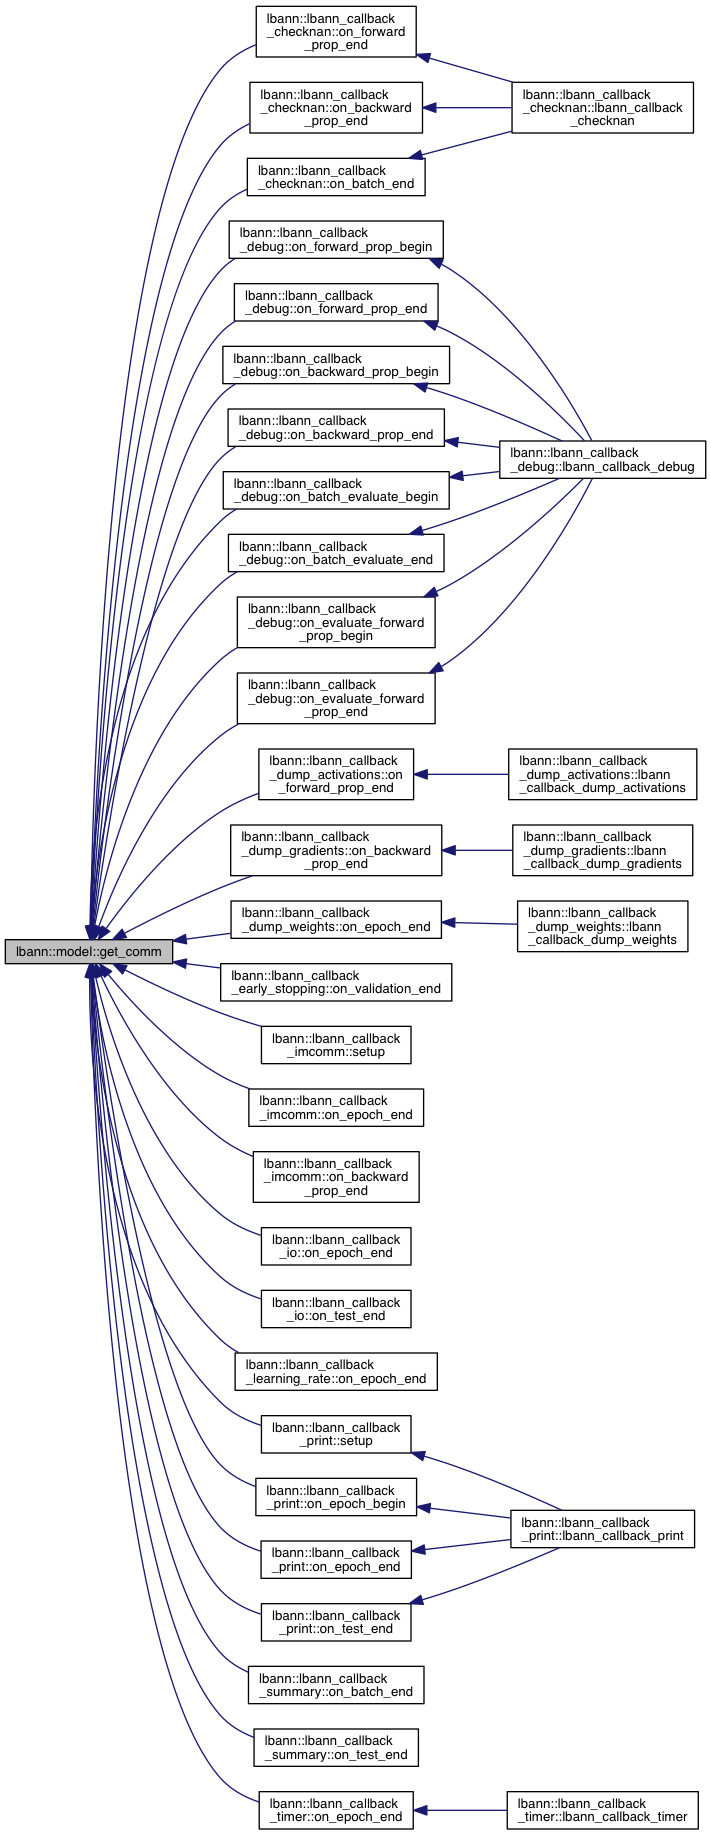 lbann::lbann_callback
_checknan::on_forward
_prop_end
lbann::lbann_callback
_checknan::on_backward
_prop_end
lbann::lbann_callback
_checknan::lbann_callback
_checknan
lbann::lbann_callback
_checknan::on_batch_end
lbann::lbann_callback
_debug::on_forward_prop_begin
lbann::lbann_callback
_debug::on_forward_prop_end
lbann::lbann_callback
_debug::on_backward_prop_begin
lbann::lbann_callback
_debug::on_backward_prop_end
lbann::lbann_callback
_debug::lbann_callback_debug
lbann::lbann_callback
_debug::on_batch_evaluate_begin
lbann::lbann_callback
_debug::on_batch_evaluate_end
lbann::lbann_callback
_debug::on_evaluate_forward
_prop_begin
lbann::lbann_callback
_debug::on_evaluate_forward
_prop_end
lbann::lbann_callback
_dump_activations::on
_forward_prop_end
lbann::lbann_callback
_dump_activations::lbann
_callback_dump_activations
lbann::lbann_callback
_dump_gradients::on_backward
_prop_end
lbann::lbann_callback
_dump_gradients::lbann
_callback_dump_gradients
lbann::lbann_callback
_dump_weights::on_epoch_end
lbann::lbann_callback
_dump_weights::lbann
_callback_dump_weights
lbann::model::get_comm
lbann::lbann_callback
_early_stopping::on_validation_end
lbann::lbann_callback
_imcomm::setup
lbann::lbann_callback
_imcomm::on_epoch_end
lbann::lbann_callback
_imcomm::on_backward
_prop_end
lbann::lbann_callback
_io::on_epoch_end
lbann::lbann_callback
_io::on_test_end
lbann::lbann_callback
_learning_rate::on_epoch_end
lbann::lbann_callback
_print::setup
lbann::lbann_callback
_print::on_epoch_begin
lbann::lbann_callback
_print::lbann_callback_print
lbann::lbann_callback
_print::on_epoch_end
lbann::lbann_callback
_print::on_test_end
lbann::lbann_callback
_summary::on_batch_end
lbann::lbann_callback
_summary::on_test_end
lbann::lbann_callback
_timer::on_epoch_end
lbann::lbann_callback
_timer::lbann_callback_timer